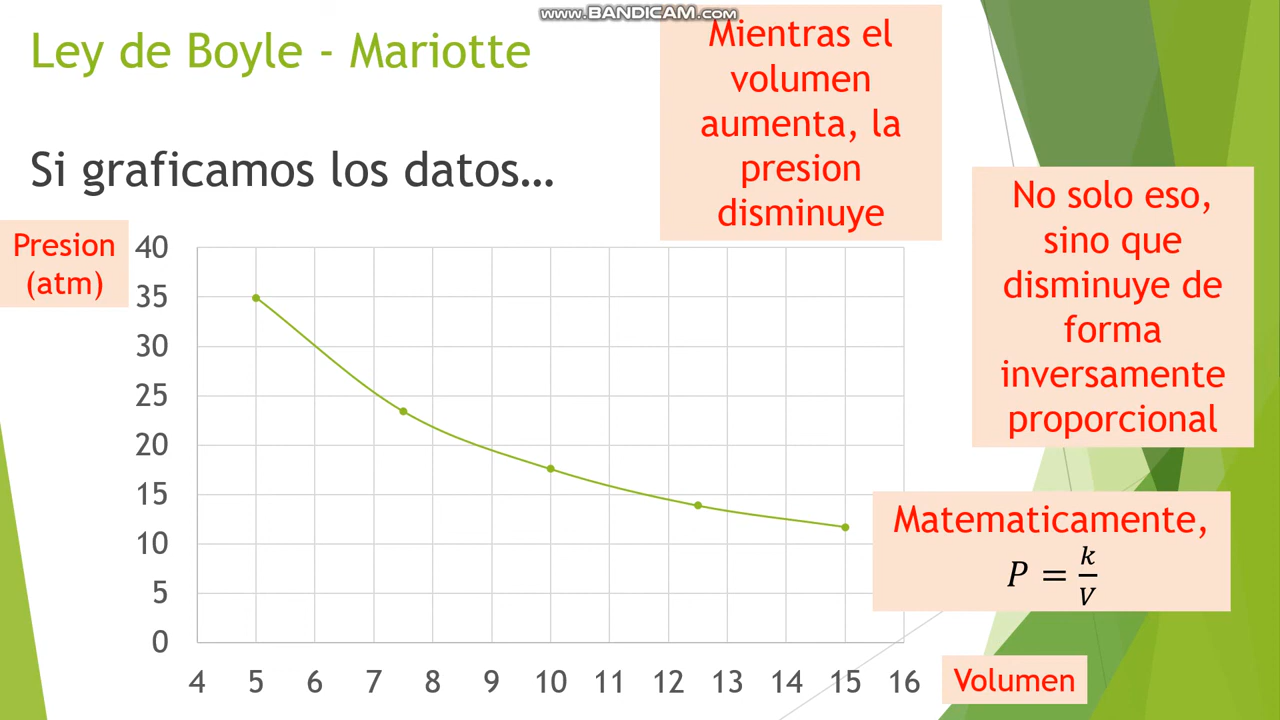 www.BANDICAM.com
Ley de Boyle - Mariotte
Si graficamos los datos...
Mientras el
volumen
aumenta, la
presion
disminuye
No solo eso,
sino que
disminuye de
forma
inversamente
proporcional
Presion
(atm)
40
35
30
25
20
15
10
5
0
4 5 6 7 8 9 10 11 12 13 14 15 16
Matematicamente,
P = k/V
Volumen